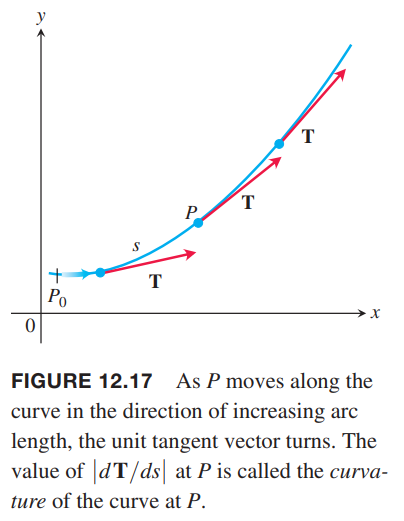 y
T
P
T
s
T
P₀
x
0
FIGURE 12.17 As P moves along the
curve in the direction of increasing arc
length, the unit tangent vector turns. The
value of |dT/ds| at P is called the curva-
ture of the curve at P.